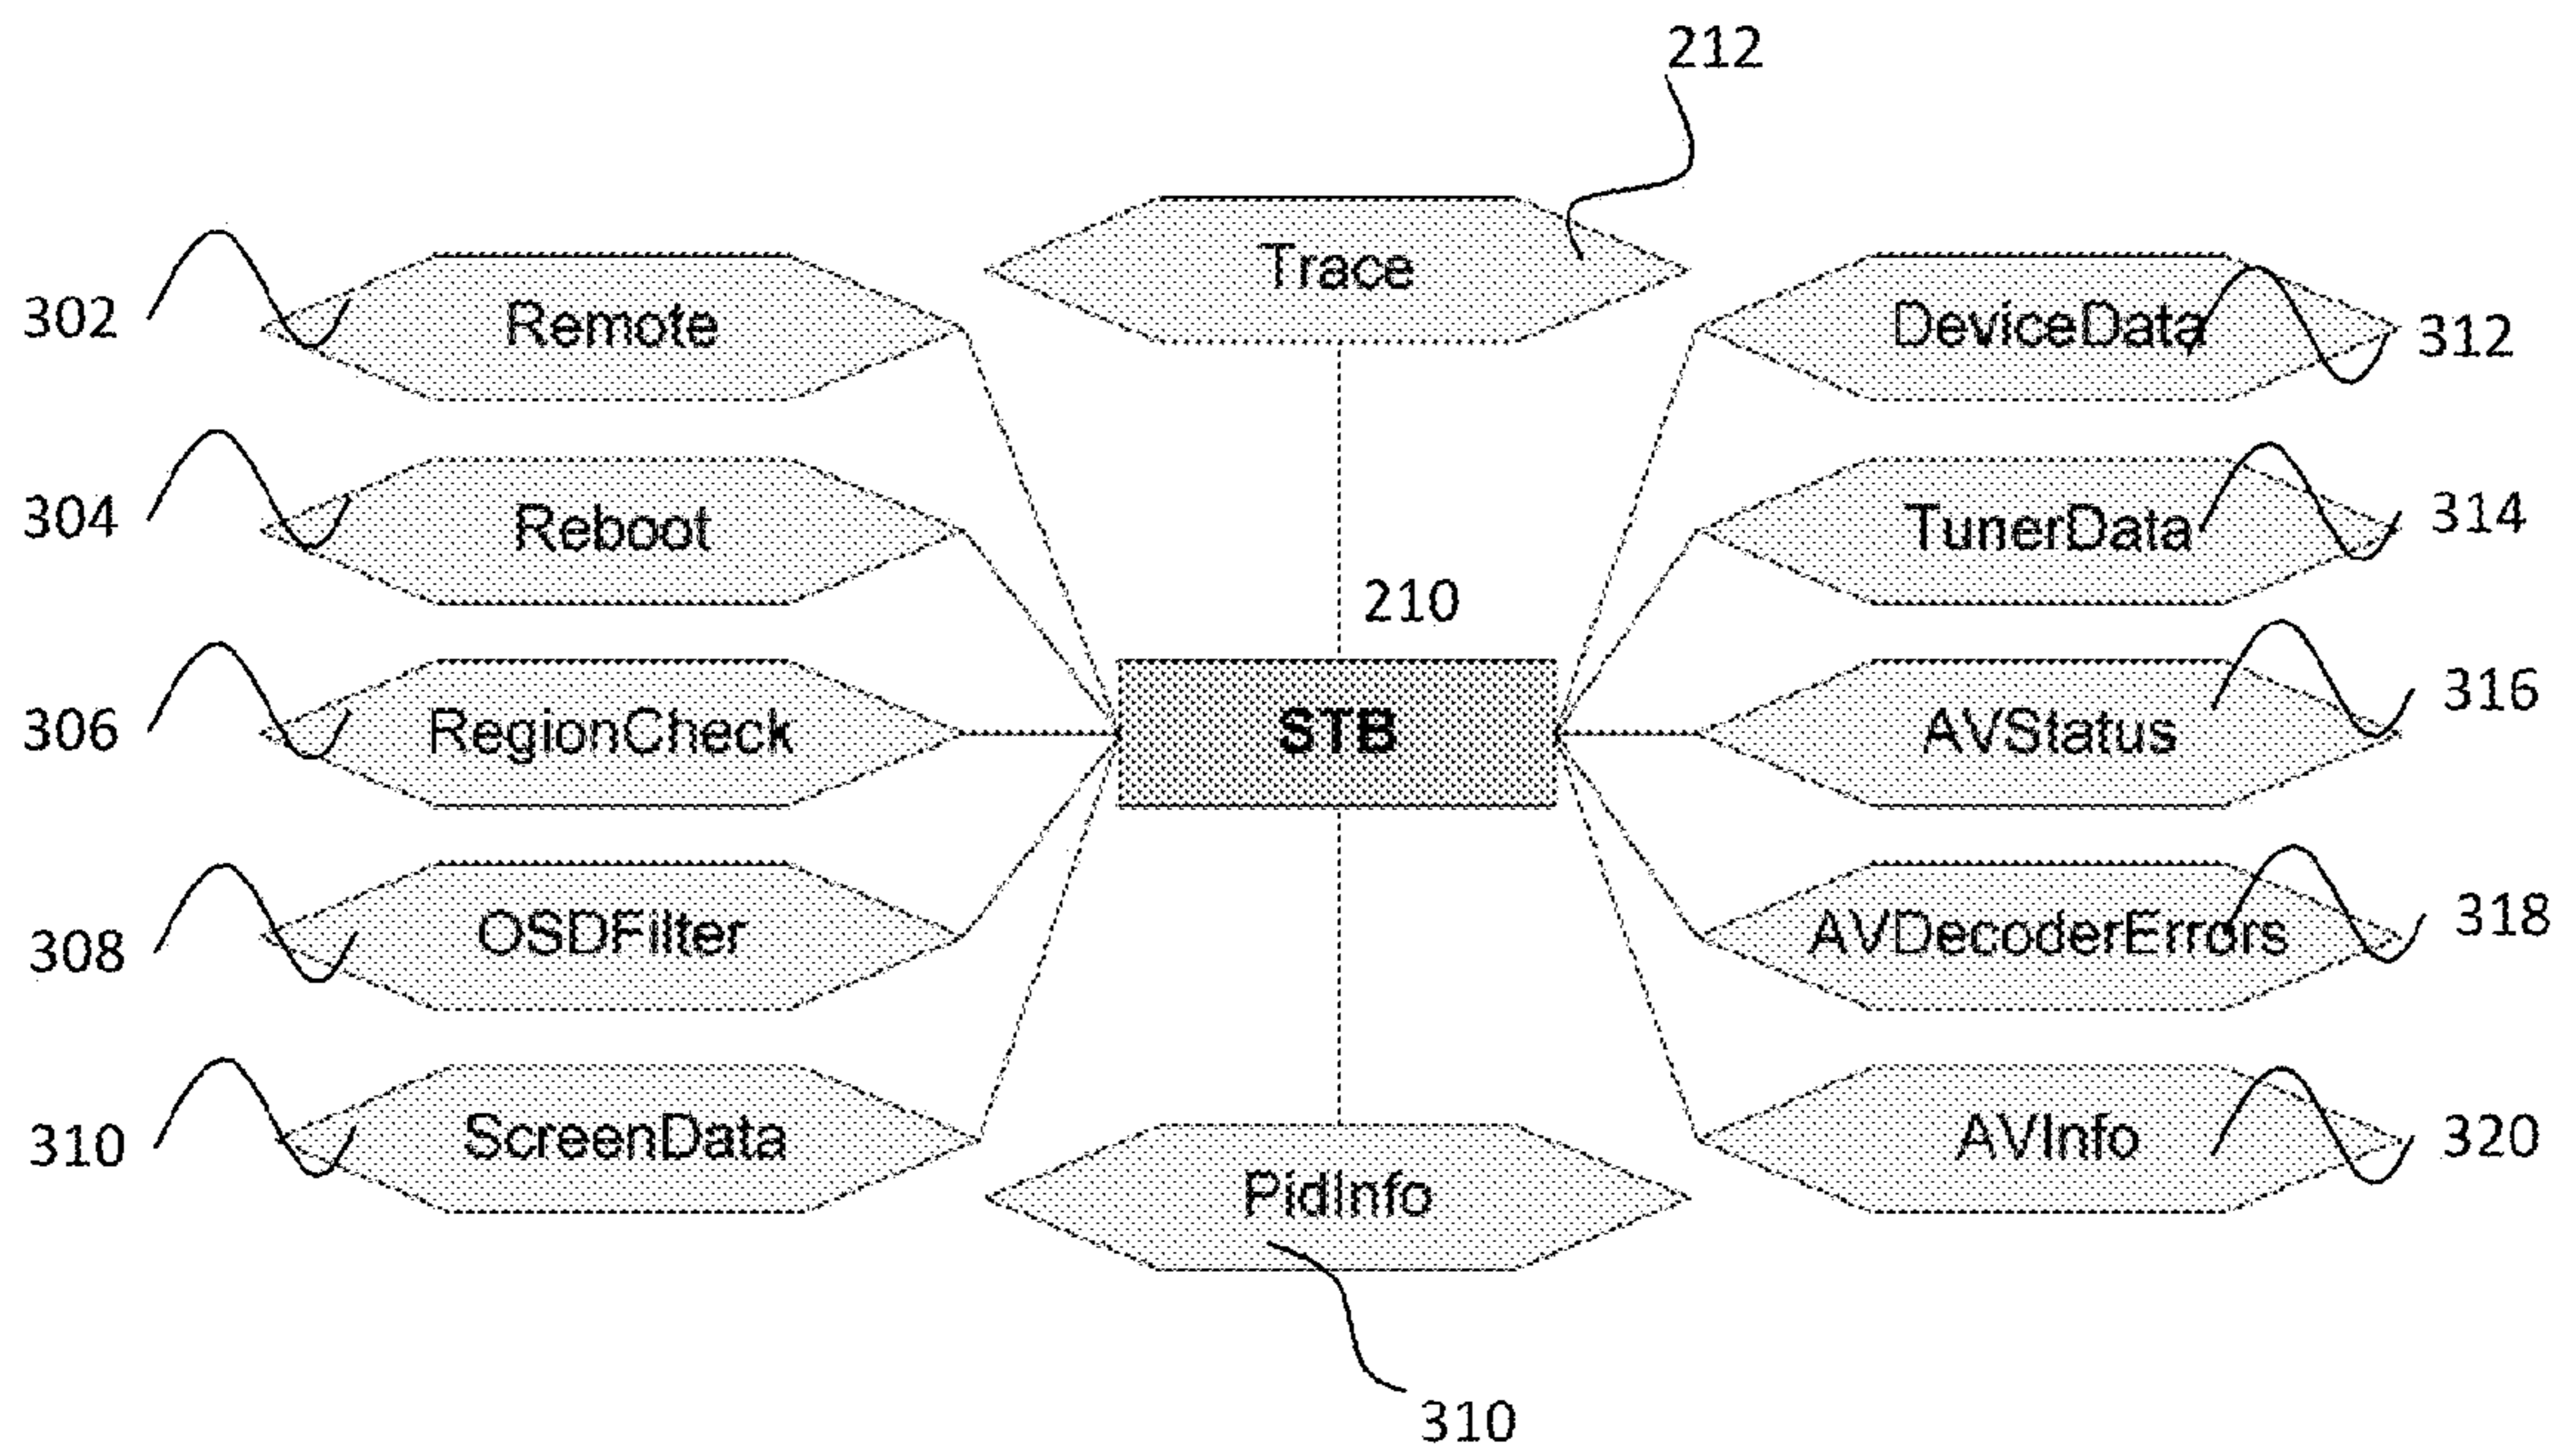 212
Trace
302
Remote
DeviceData
312
304
Reboot
TunerData
314
210
306
RegionCheck
STB
AVStatus
316
308
OSDFilter
AVDecoderErrors
318
310
ScreenData
AVInfo
320
PidInfo
310